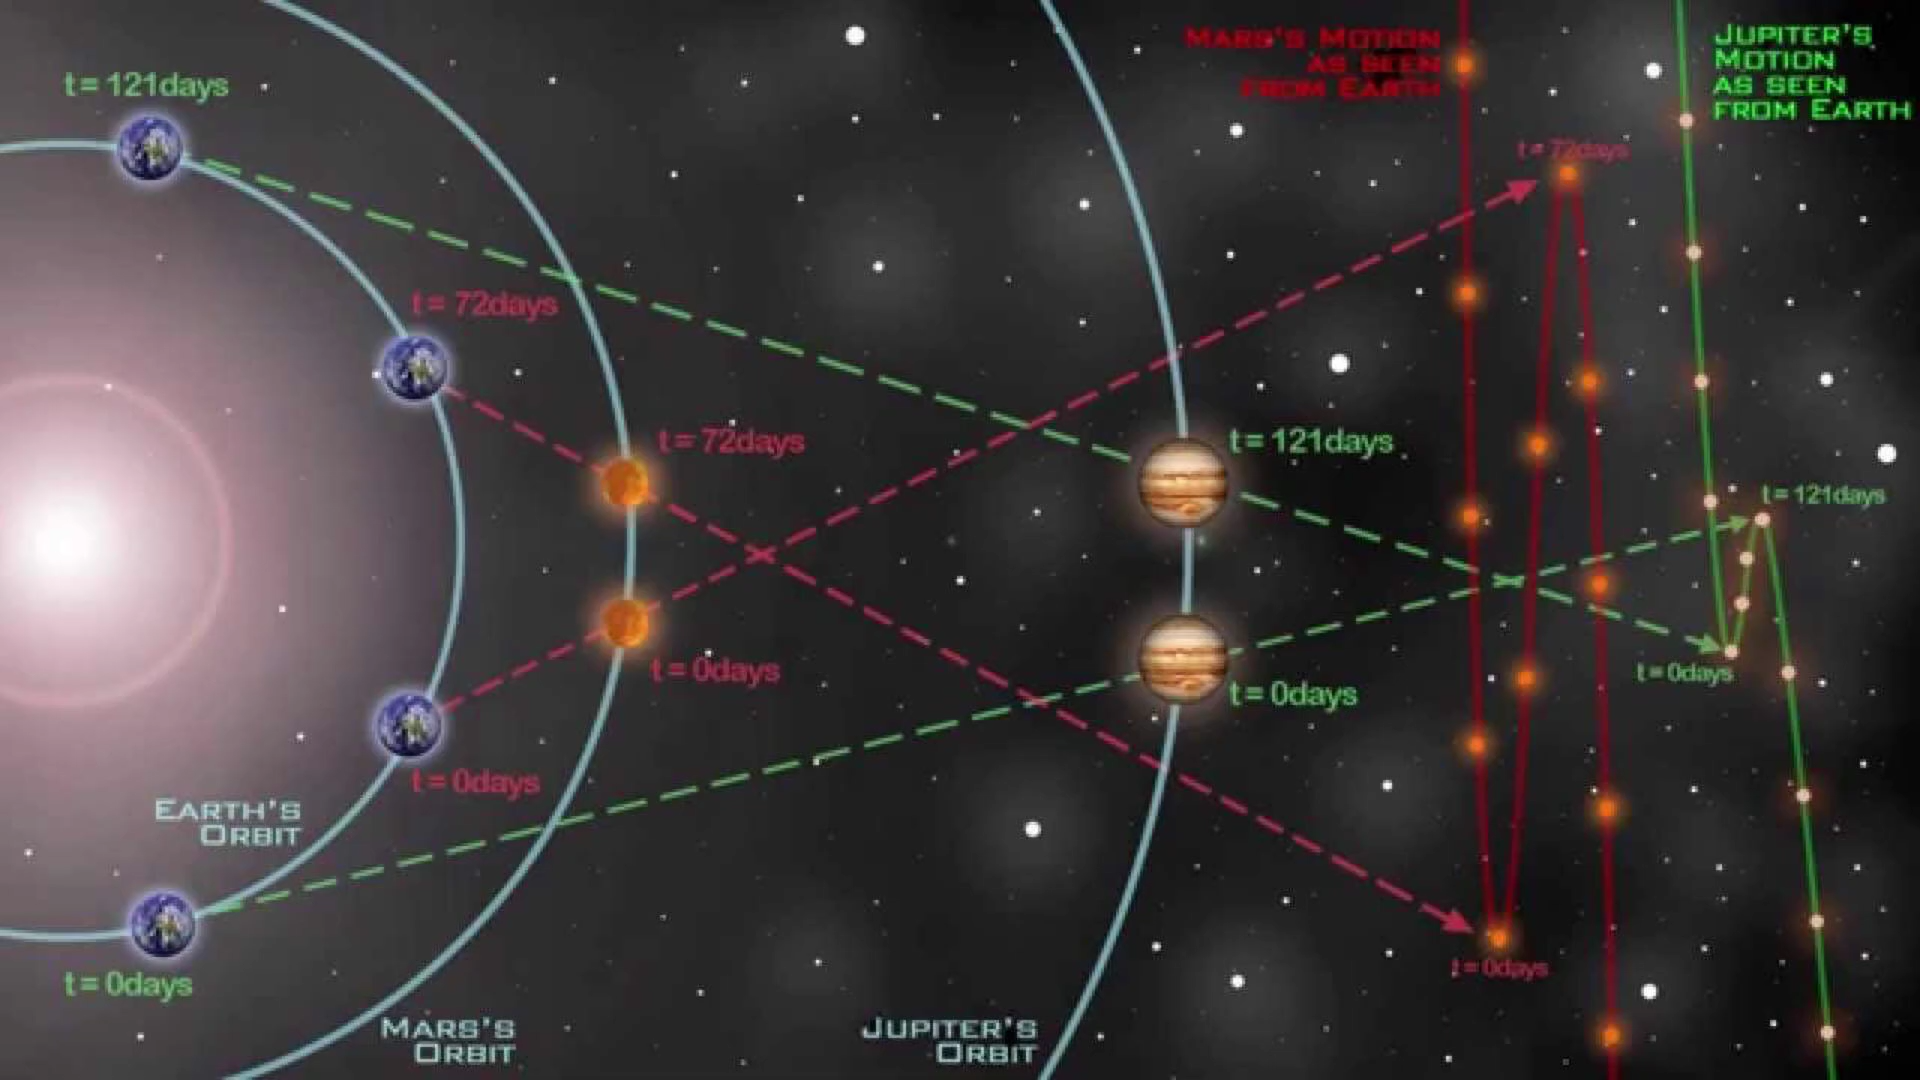 MARS'S MOTION
AS SEEN
FROM EARTH
JUPITER'S
MOTION
AS SEEN
FROM EARTH
t = 121days
t = 72days
t = 72days
t = 72days
t = 121days
t = 121days
t = 0days
t = 0days
t = 0days
t = 0days
EARTH'S
ORBIT
t = 0days
t = 0days
MARS'S
ORBIT
JUPITER'S
ORBIT